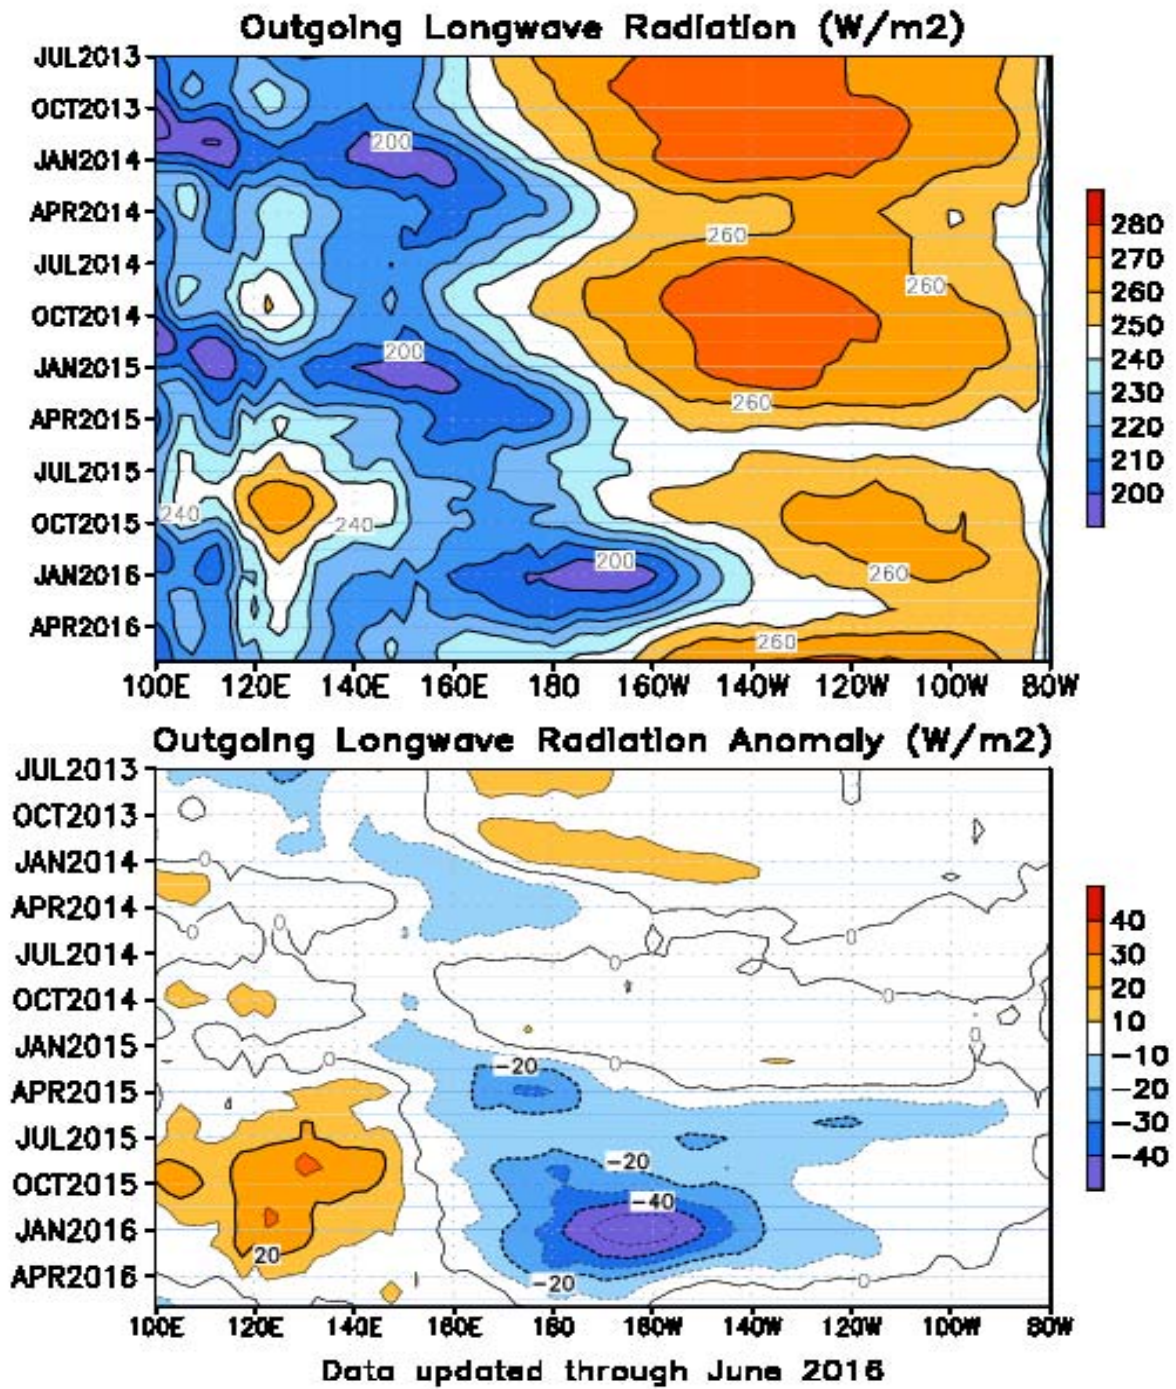 Outgoing Longwave Radiation (W/m2)
JUL2013
OCT2013
JAN2014
APR2014
JUL2014
OCT2014
JAN2015
APR2015
JUL2015
OCT2015
JAN2016
APR2016
200
260
260
200
260
240
240
200
260
260
100E 120E 140E 160E 180 160W 140W 120W 100W 80W
280
270
260
250
240
230
220
210
200
Outgoing Longwave Radiation Anomaly (W/m2)
JUL2013
OCT2013
JAN2014
APR2014
JUL2014
OCT2014
JAN2015
APR2015
JUL2015
OCT2015
JAN2016
APR2016
0
0
0
0
0
0
0
0
0
-20
-20
-40
20
-20
0
100E 120E 140E 160E 180 160W 140W 120W 100W 80W
40
30
20
10
-10
-20
-30
-40
Data updated through June 2016